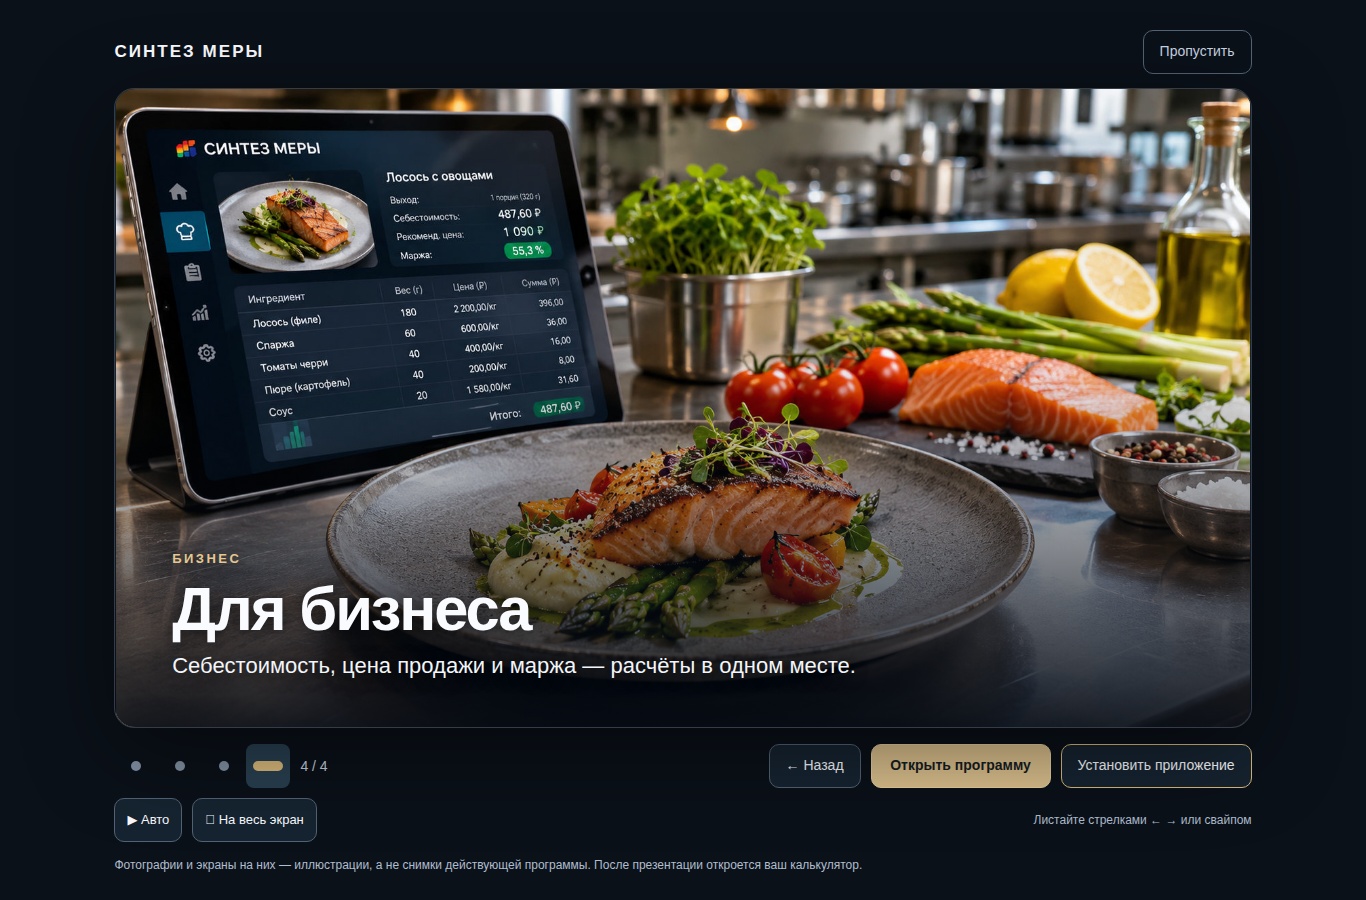 СИНТЕЗ МЕРЫ
Пропустить
СИНТЕЗ МЕРЫ
Лосось с овощами
Выход: 1 порция (320 г)
Себестоимость: 487,60 ₽
Рекоменд. цена: 1 090 ₽
Маржа: 55,3 %
Ингредиент Вес (г) Цена (₽) Сумма (₽)
Лосось (филе) 180 2 200,00/кг 396,00
Спаржа 60 600,00/кг 36,00
Томаты черри 40 400,00/кг 16,00
Пюре (картофель) 40 200,00/кг 8,00
Соус 20 1 580,00/кг 31,60
Итого: 487,60 ₽
БИЗНЕС
Для бизнеса
Себестоимость, цена продажи и маржа — расчёты в одном месте.
4 / 4
← Назад
Открыть программу
Установить приложение
▶ Авто
На весь экран
Листайте стрелками ← → или свайпом
Фотографии и экраны на них — иллюстрации, а не снимки действующей программы. После презентации откроется ваш калькулятор.